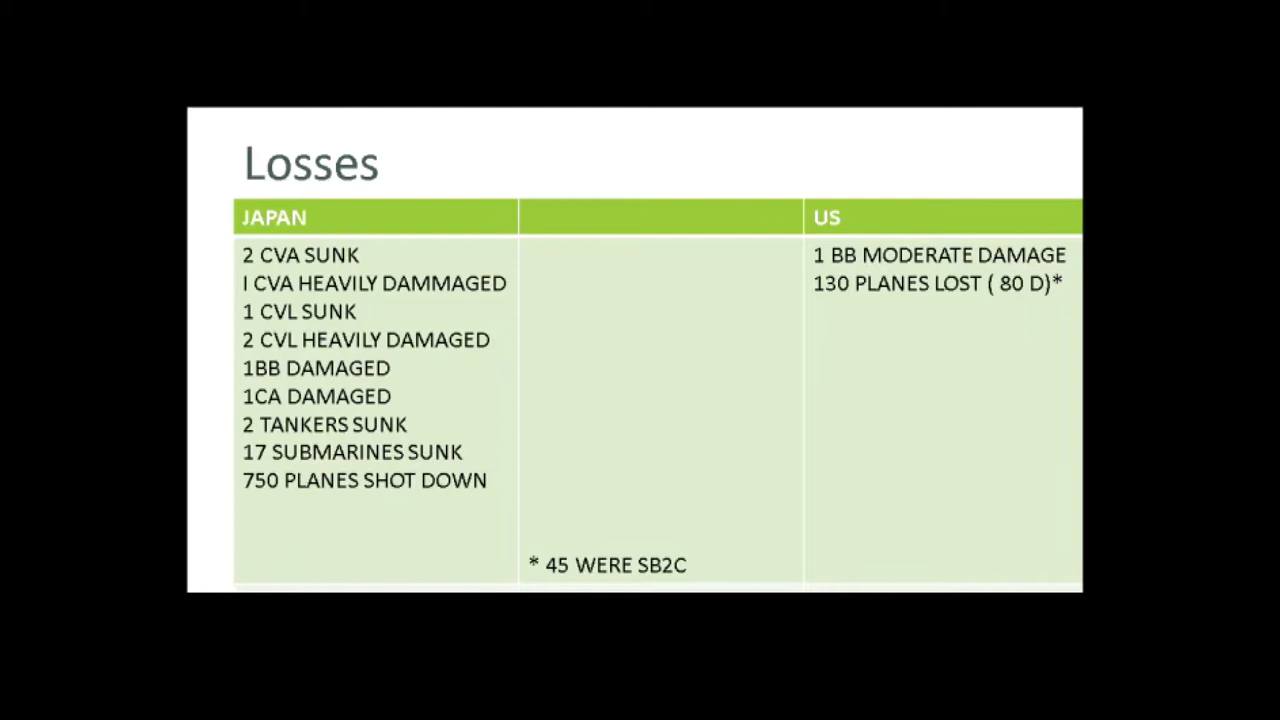 Losses
JAPAN
US
2 CVA SUNK
I CVA HEAVILY DAMMAGED
1 CVL SUNK
2 CVL HEAVILY DAMAGED
1BB DAMAGED
1CA DAMAGED
2 TANKERS SUNK
17 SUBMARINES SUNK
750 PLANES SHOT DOWN
* 45 WERE SB2C
1 BB MODERATE DAMAGE
130 PLANES LOST ( 80 D)*